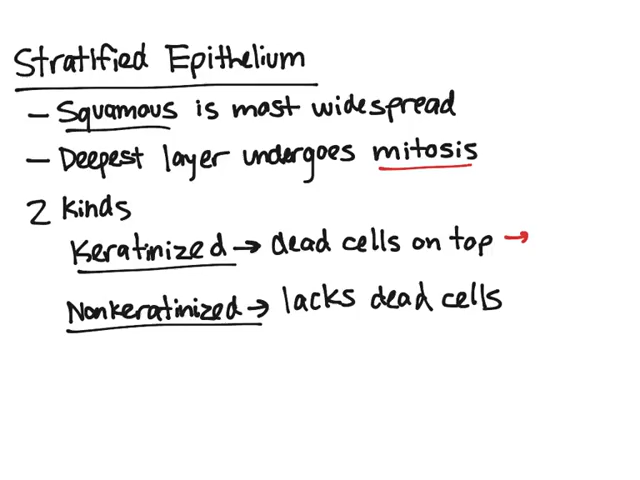 Stratified Epithelium
– Squamous is most widespread
– Deepest layer undergoes mitosis
2 Kinds
Keratinized → dead cells on top →
Nonkeratinized → lacks dead cells